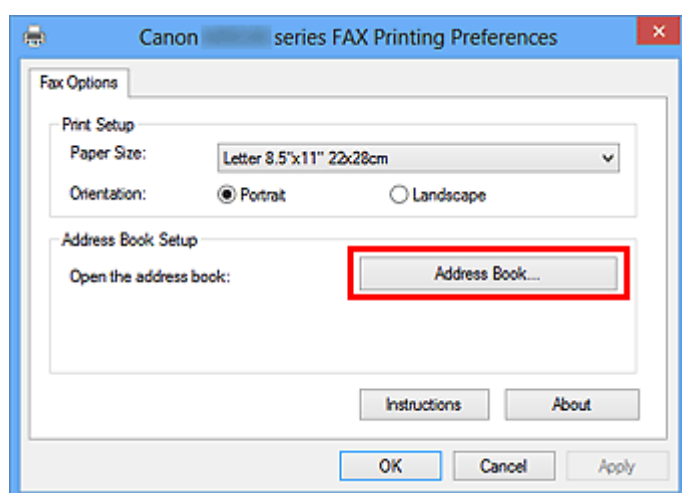 Canon series FAX Printing Preferences
Fax Options
Print Setup
Paper Size: Letter 8.5"x11" 22x28cm
Orientation: Portrait Landscape
Address Book Setup
Open the address book: Address Book...
Instructions About
OK Cancel Apply